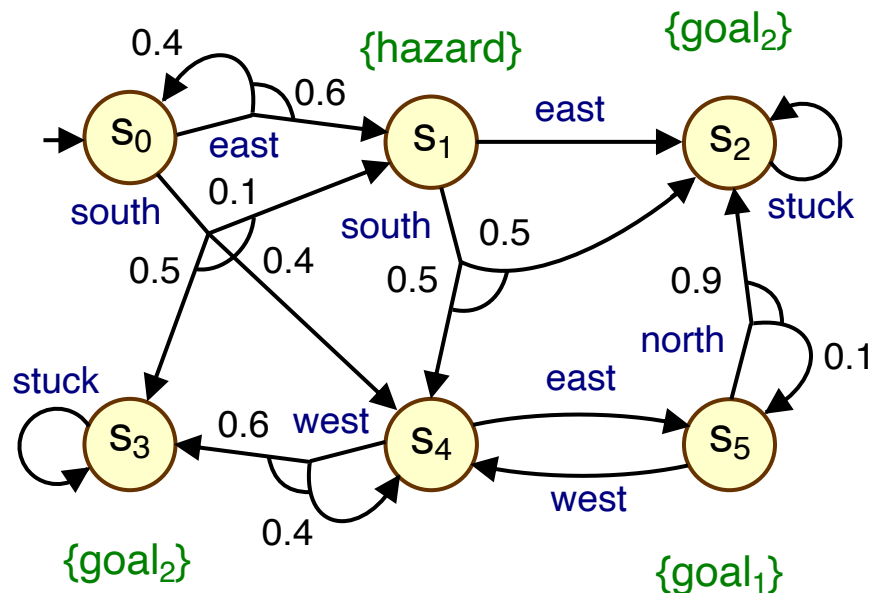 {goal₂}
0.4
{hazard}
0.6
s₀
east
s₁
east
s₂
0.1
south
south
0.5
stuck
0.5
0.4
0.5
0.9
north
0.1
stuck
east
0.6
west
s₃
s₄
s₅
west
0.4
{goal₂}
{goal₁}